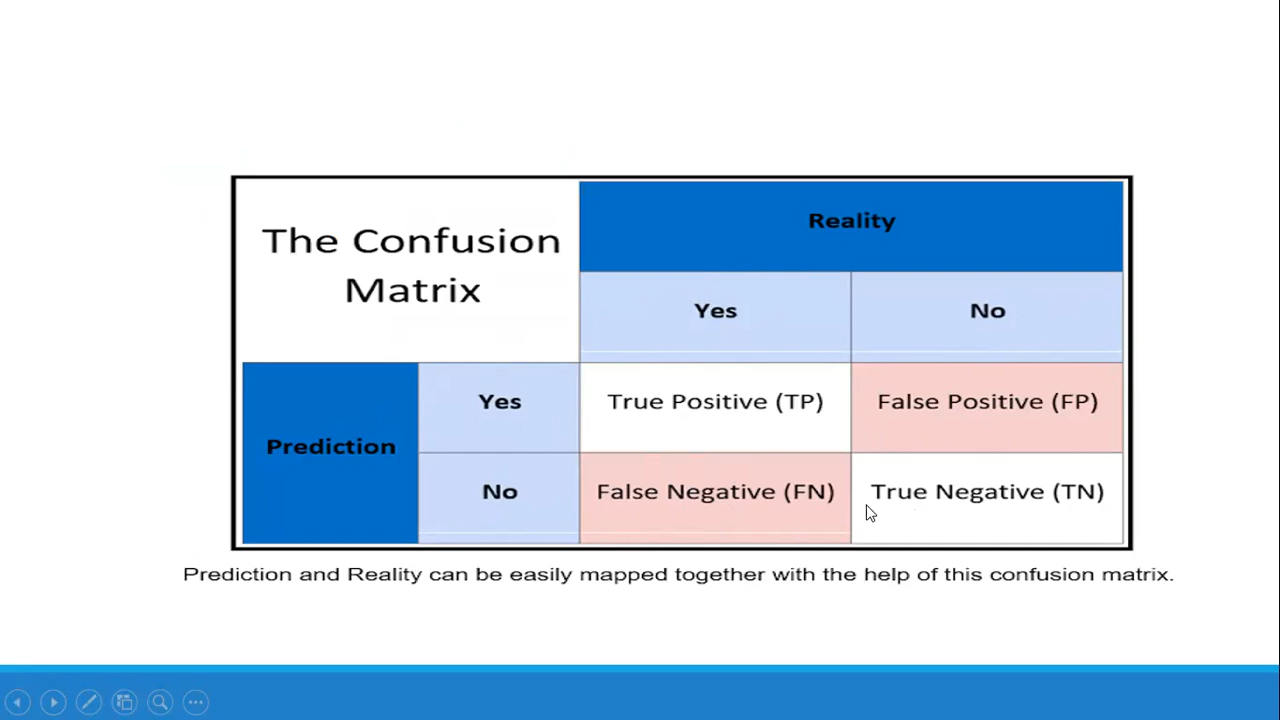 The Confusion
Matrix
Reality
Yes
No
Prediction
Yes
True Positive (TP)
False Positive (FP)
No
False Negative (FN)
True Negative (TN)
Prediction and Reality can be easily mapped together with the help of this confusion matrix.